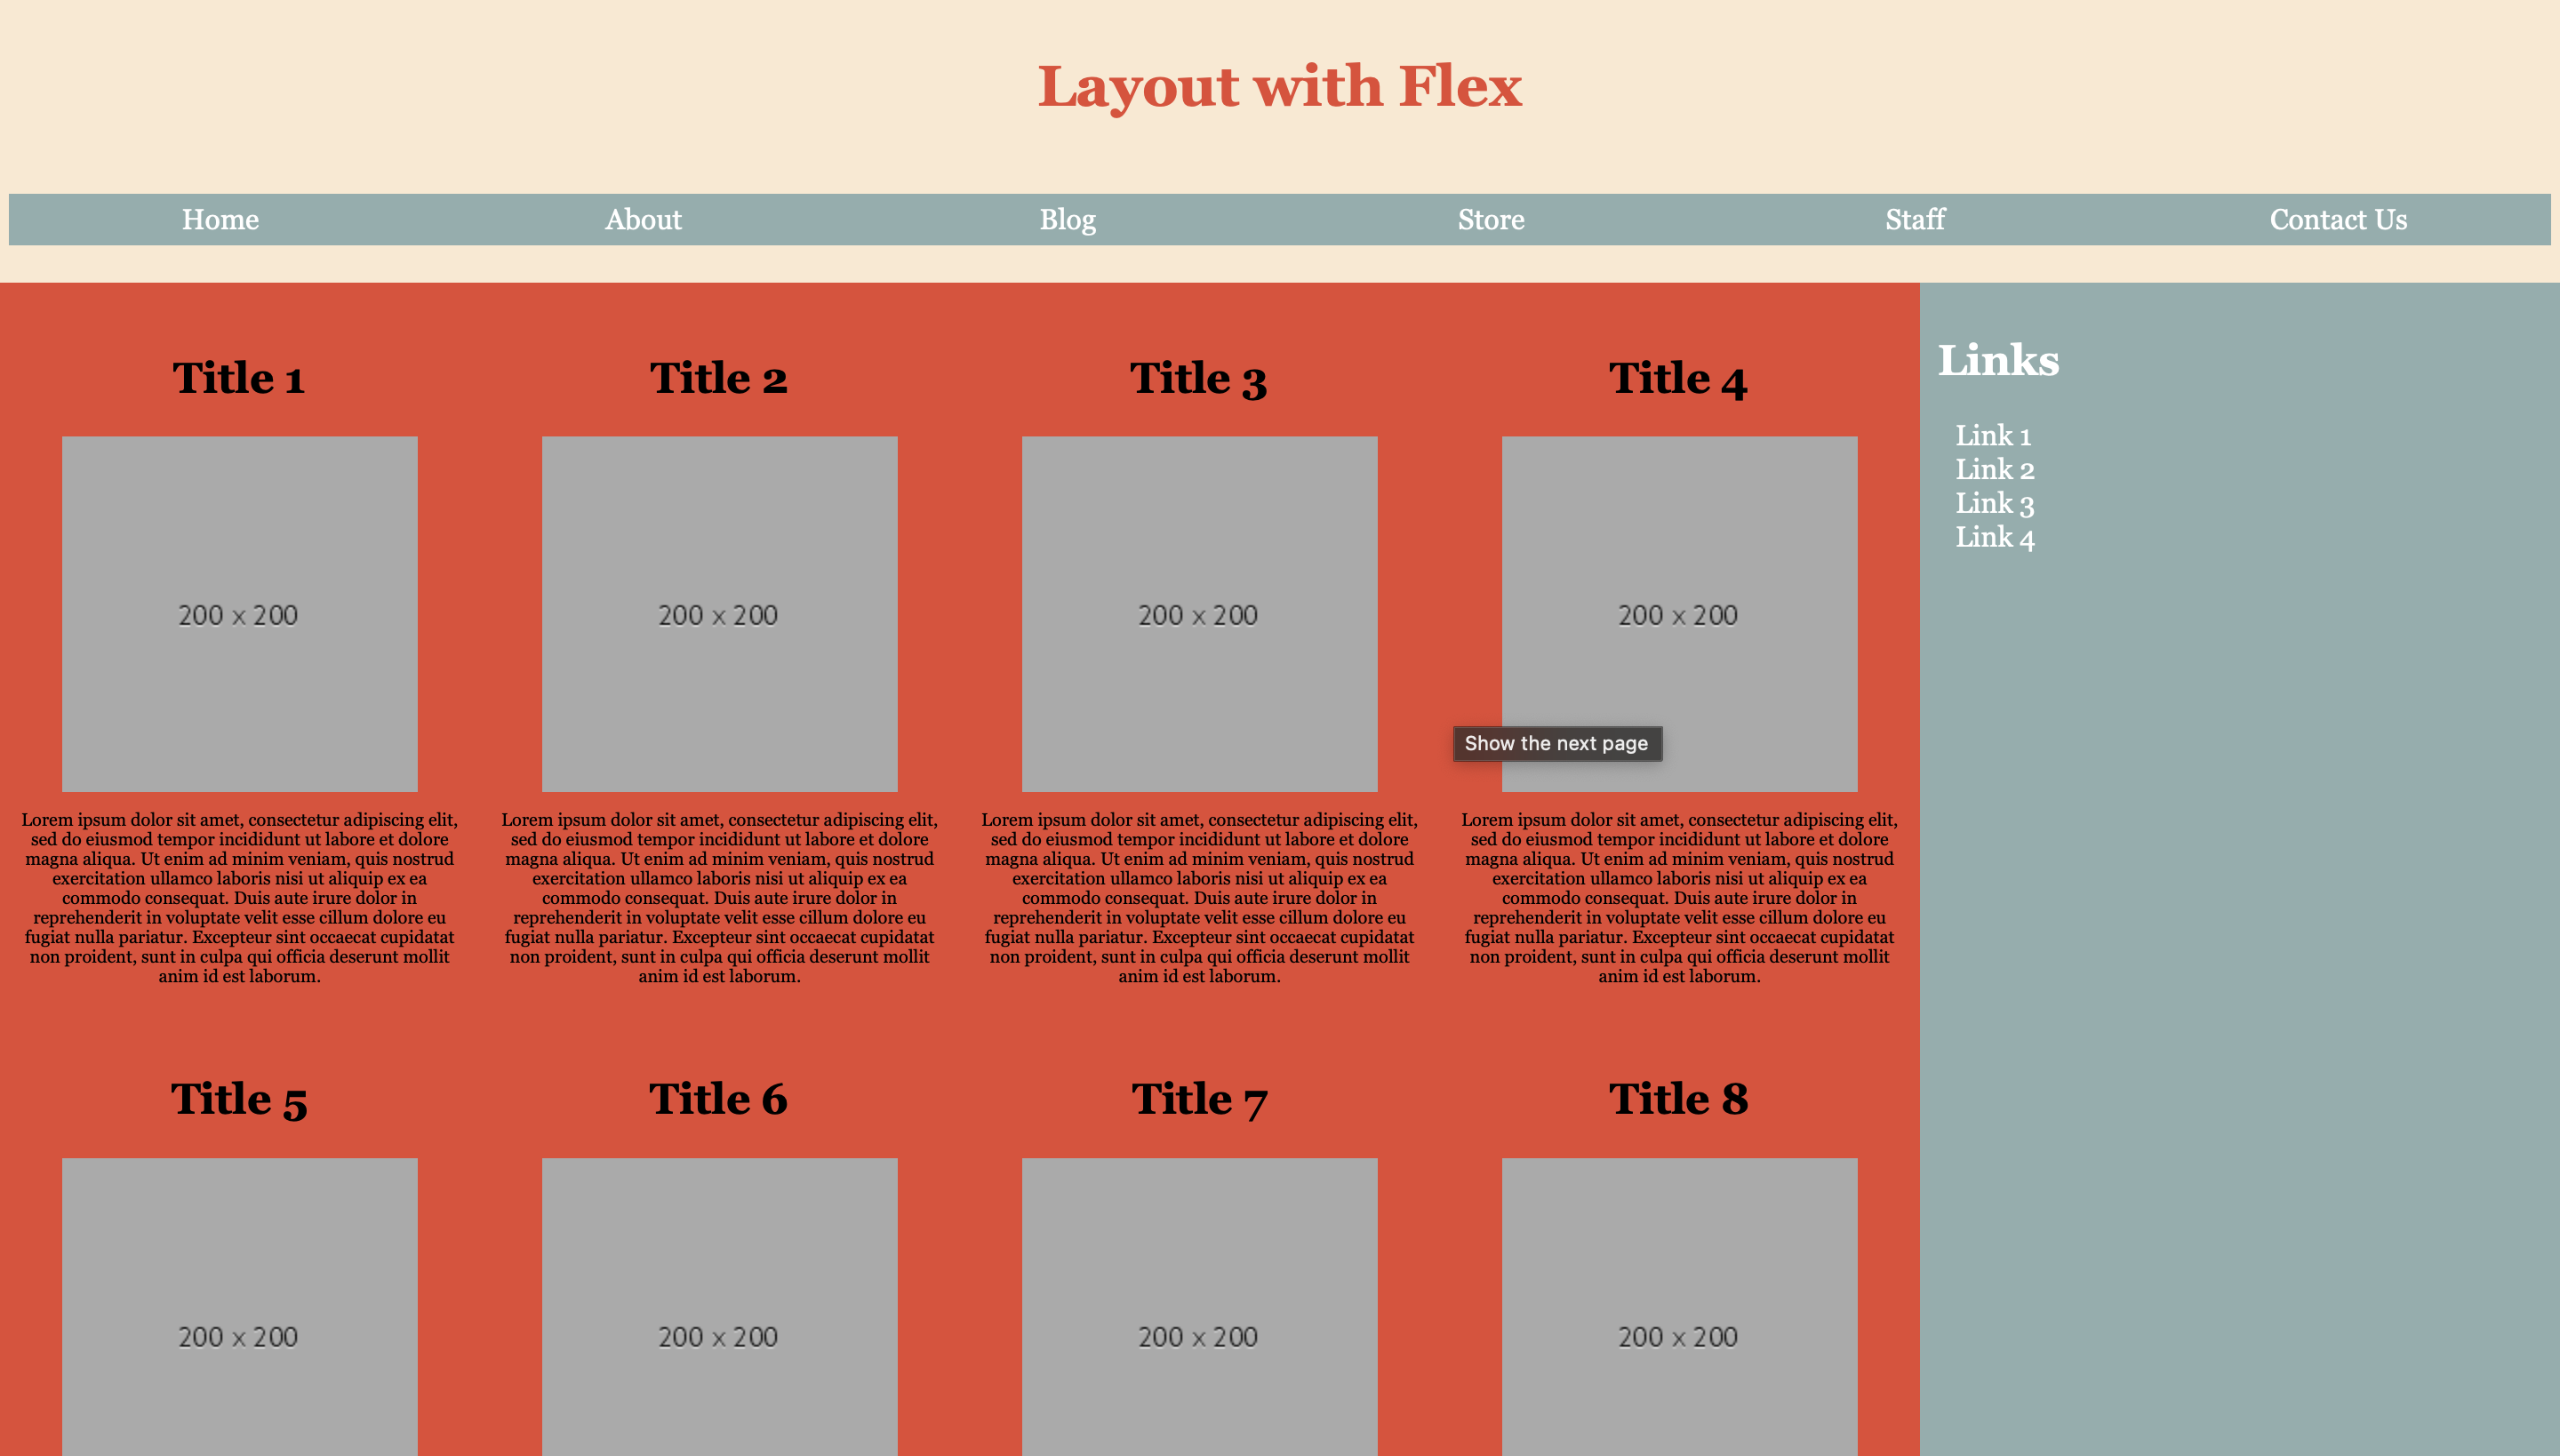 Layout with Flex
Home About Blog Store Staff Contact Us
Title 1
200 x 200
Lorem ipsum dolor sit amet, consectetur adipiscing elit,
sed do eiusmod tempor incididunt ut labore et dolore
magna aliqua. Ut enim ad minim veniam, quis nostrud
exercitation ullamco laboris nisi ut aliquip ex ea
commodo consequat. Duis aute irure dolor in
reprehenderit in voluptate velit esse cillum dolore eu
fugiat nulla pariatur. Excepteur sint occaecat cupidatat
non proident, sunt in culpa qui officia deserunt mollit
anim id est laborum.
Title 2
200 x 200
Lorem ipsum dolor sit amet, consectetur adipiscing elit,
sed do eiusmod tempor incididunt ut labore et dolore
magna aliqua. Ut enim ad minim veniam, quis nostrud
exercitation ullamco laboris nisi ut aliquip ex ea
commodo consequat. Duis aute irure dolor in
reprehenderit in voluptate velit esse cillum dolore eu
fugiat nulla pariatur. Excepteur sint occaecat cupidatat
non proident, sunt in culpa qui officia deserunt mollit
anim id est laborum.
Title 3
200 x 200
Lorem ipsum dolor sit amet, consectetur adipiscing elit,
sed do eiusmod tempor incididunt ut labore et dolore
magna aliqua. Ut enim ad minim veniam, quis nostrud
exercitation ullamco laboris nisi ut aliquip ex ea
commodo consequat. Duis aute irure dolor in
reprehenderit in voluptate velit esse cillum dolore eu
fugiat nulla pariatur. Excepteur sint occaecat cupidatat
non proident, sunt in culpa qui officia deserunt mollit
anim id est laborum.
Title 4
200 x 200
Show the next page
Lorem ipsum dolor sit amet, consectetur adipiscing elit,
sed do eiusmod tempor incididunt ut labore et dolore
magna aliqua. Ut enim ad minim veniam, quis nostrud
exercitation ullamco laboris nisi ut aliquip ex ea
commodo consequat. Duis aute irure dolor in
reprehenderit in voluptate velit esse cillum dolore eu
fugiat nulla pariatur. Excepteur sint occaecat cupidatat
non proident, sunt in culpa qui officia deserunt mollit
anim id est laborum.
Title 5
200 x 200
Title 6
200 x 200
Title 7
200 x 200
Title 8
200 x 200
Links
Link 1
Link 2
Link 3
Link 4